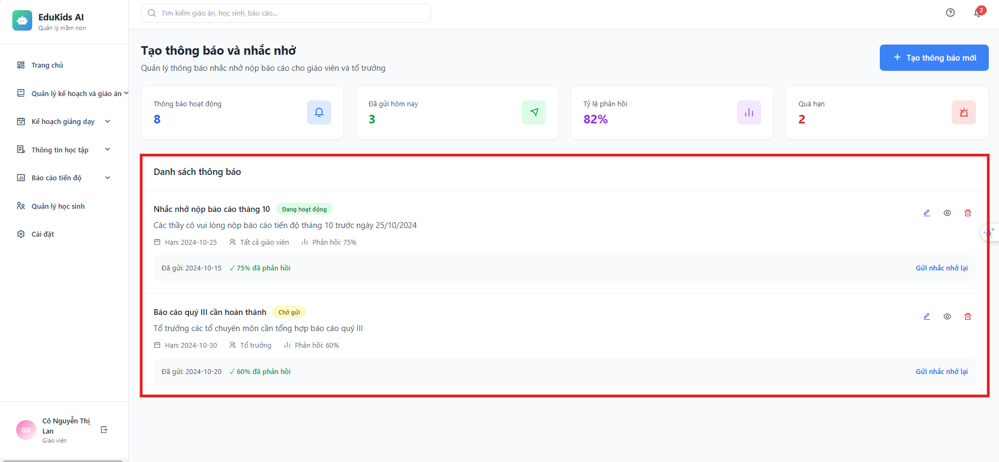 EduKids AI
Quản lý mầm non
Trang chủ
Quản lý kế hoạch và giáo án
Kế hoạch giảng dạy
Thông tin học tập
Báo cáo tiến độ
Quản lý học sinh
Cài đặt
GV
Cô Nguyễn Thị
Lan
Giáo viên
Tìm kiếm giáo án, học sinh, báo cáo...
2
Tạo thông báo và nhắc nhở
Quản lý thông báo nhắc nhở nộp báo cáo cho giáo viên và tổ trưởng
+ Tạo thông báo mới
Thông báo hoạt động
8
Đã gửi hôm nay
3
Tỷ lệ phản hồi
82%
Quá hạn
2
Danh sách thông báo
Nhắc nhở nộp báo cáo tháng 10 Đang hoạt động
Các thầy cô vui lòng nộp báo cáo tiến độ tháng 10 trước ngày 25/10/2024
Hạn: 2024-10-25 Tất cả giáo viên Phản hồi: 75%
Đã gửi: 2024-10-15 ✓ 75% đã phản hồi Gửi nhắc nhở lại
Báo cáo quý III cần hoàn thành Chờ gửi
Tổ trưởng các tổ chuyên môn cần tổng hợp báo cáo quý III
Hạn: 2024-10-30 Tổ trưởng Phản hồi: 60%
Đã gửi: 2024-10-20 ✓ 60% đã phản hồi Gửi nhắc nhở lại